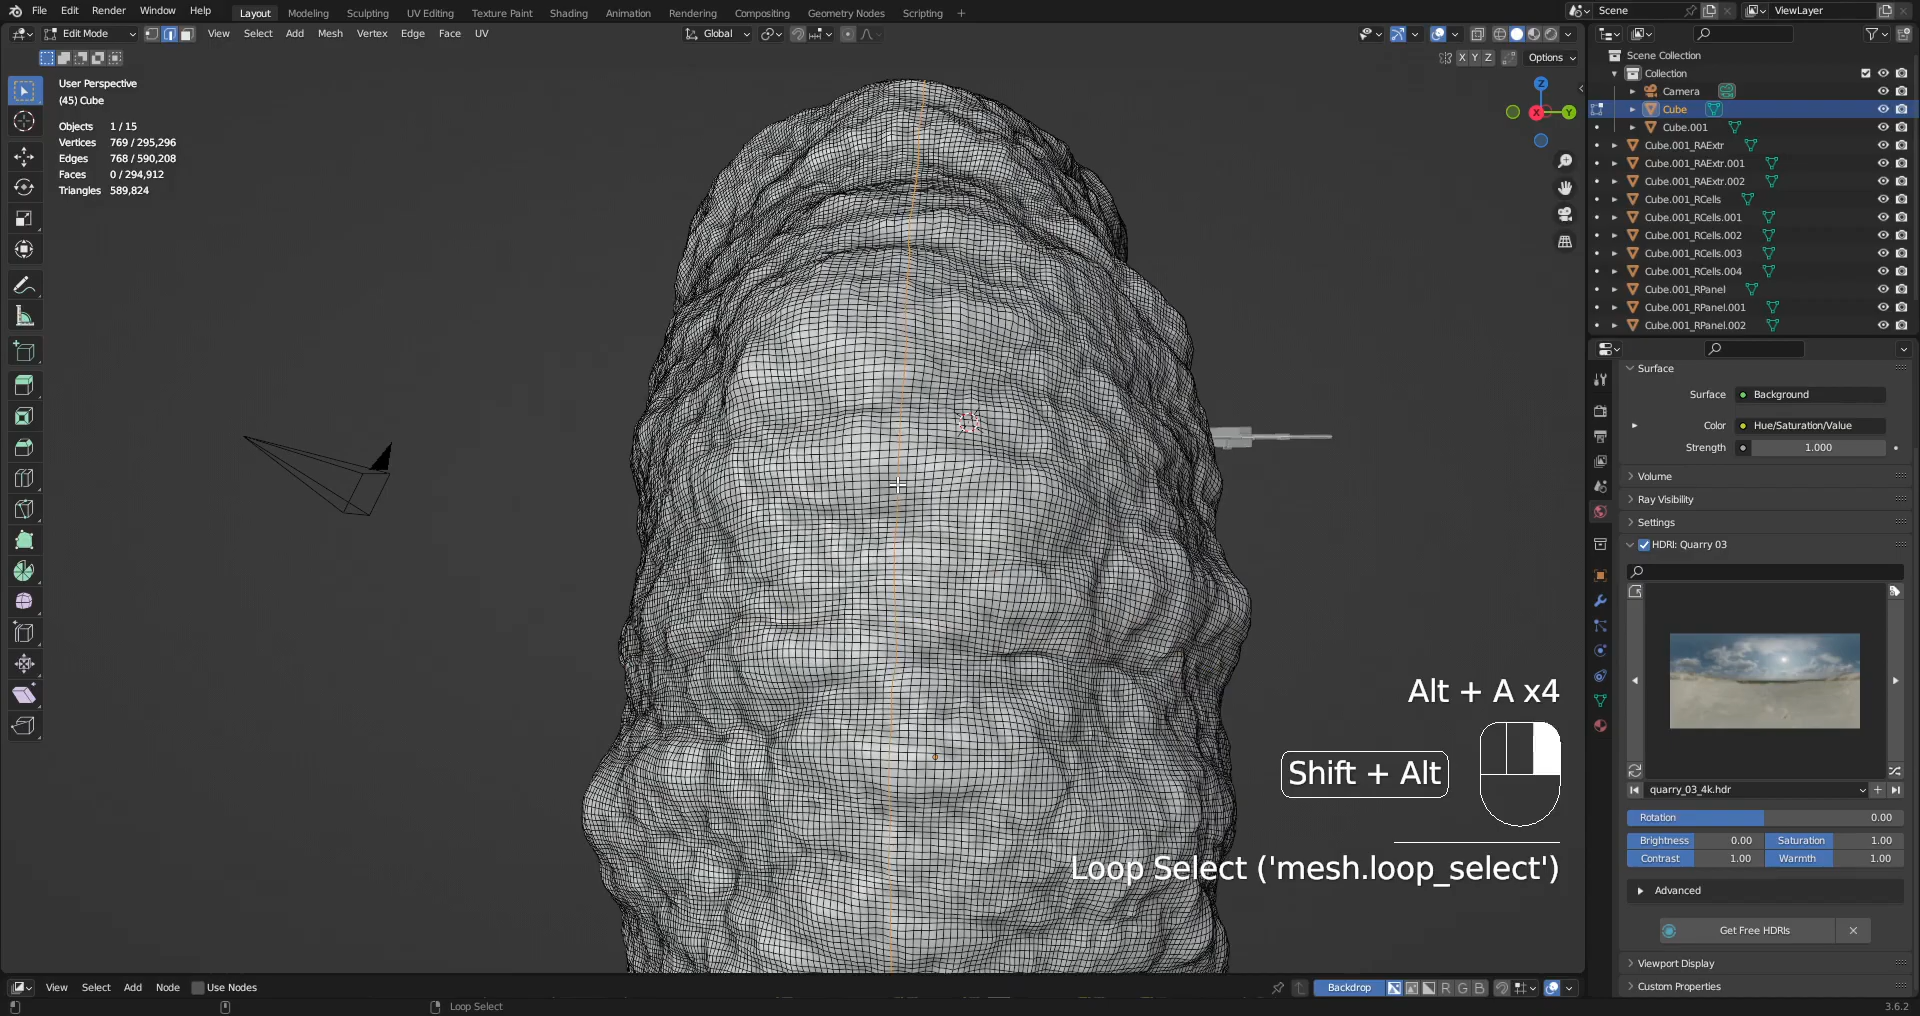 File Edit Render Window Help Layout Modeling Sculpting UV Editing Texture Paint Shading Animation Rendering Compositing Geometry Nodes Scripting + Scene ViewLayer
Edit Mode View Select Add Mesh Vertex Edge Face UV Global
X Y Z Options
User Perspective
(45) Cube
Objects 1 / 15
Vertices 769 / 295,296
Edges 768 / 590,208
Faces 0 / 294,912
Triangles 589,824
Z
X
Y
Scene Collection
Collection
Camera
Cube
Cube.001
Cube.001_RAExtr
Cube.001_RAExtr.001
Cube.001_RAExtr.002
Cube.001_RCells
Cube.001_RCells.001
Cube.001_RCells.002
Cube.001_RCells.003
Cube.001_RCells.004
Cube.001_RPanel
Cube.001_RPanel.001
Cube.001_RPanel.002
Surface
Surface Background
Color Hue/Saturation/Value
Strength 1.000
Volume
Ray Visibility
Settings
HDRI: Quarry 03
quarry_03_4k.hdr
Rotation 0.00
Brightness 0.00 Saturation 1.00
Contrast 1.00 Warmth 1.00
Advanced
Get Free HDRIs
Viewport Display
Custom Properties
Alt + A x4
Shift + Alt
Loop Select ('mesh.loop_select')
View Select Add Node Use Nodes Backdrop R G B
Loop Select 3.6.2